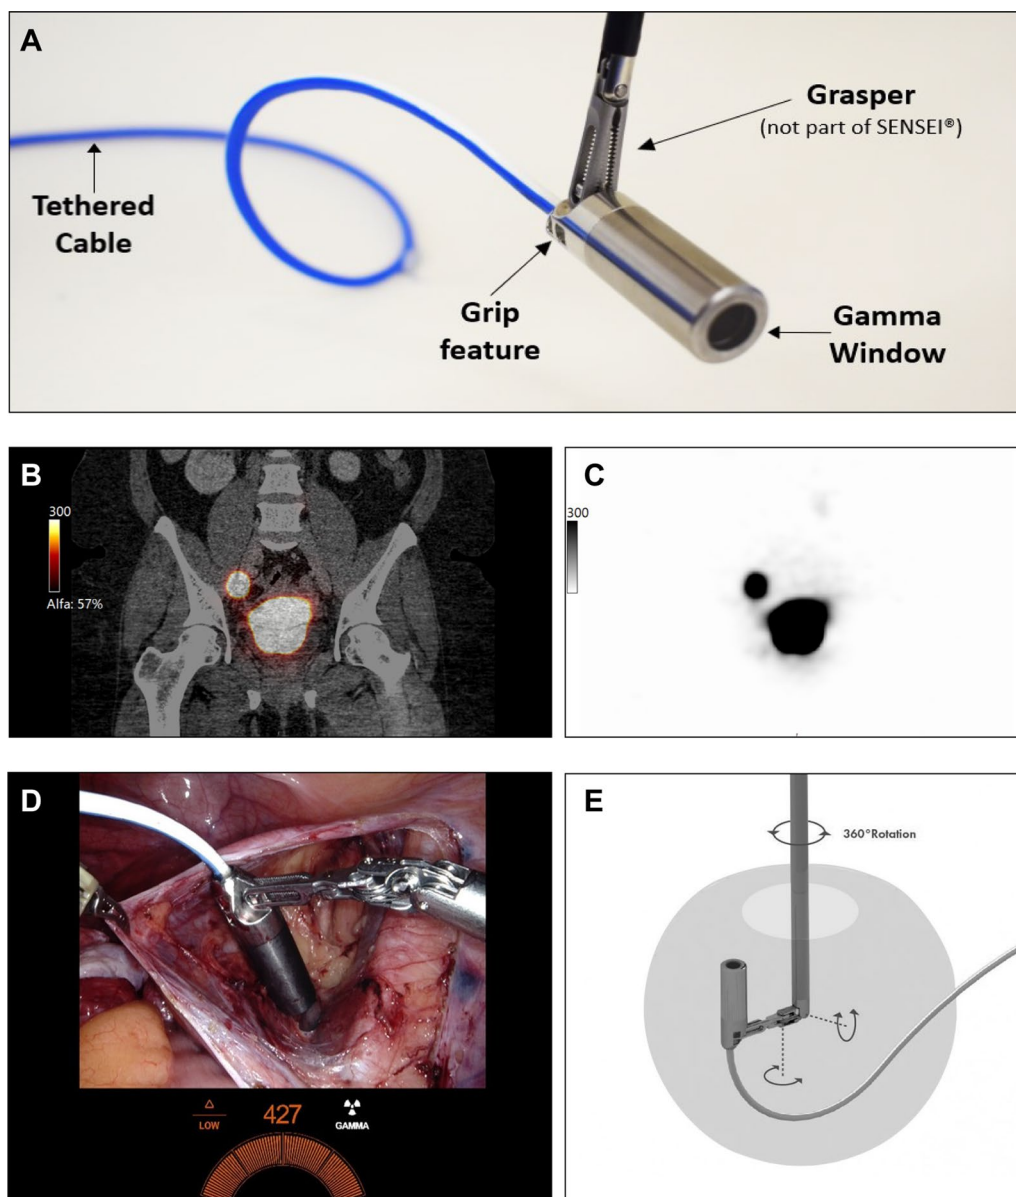 A
Grasper
(not part of SENSEI®)
Tethered
Cable
Grip
feature
Gamma
Window
B
300
Alfa: 57%
C
300
D
LOW
427
GAMMA
E
360°Rotation